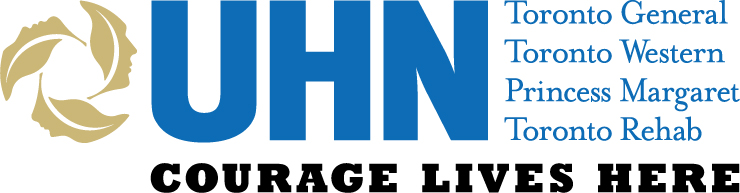 UHN
Toronto General
Toronto Western
Princess Margaret
Toronto Rehab
COURAGE LIVES HERE